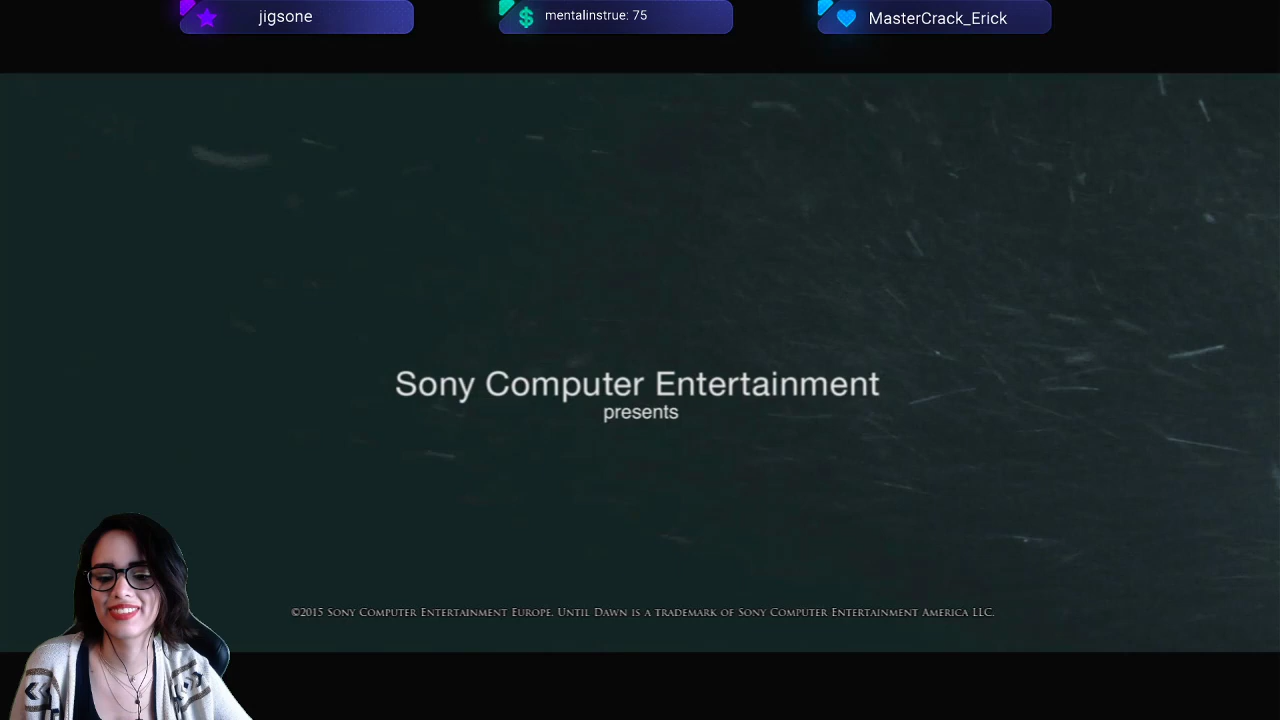 jigsone
mentalinstrue: 75
MasterCrack_Erick
Sony Computer Entertainment
presents
©2015 Sony Computer Entertainment Europe. Until Dawn is a trademark of Sony Computer Entertainment America LLC.